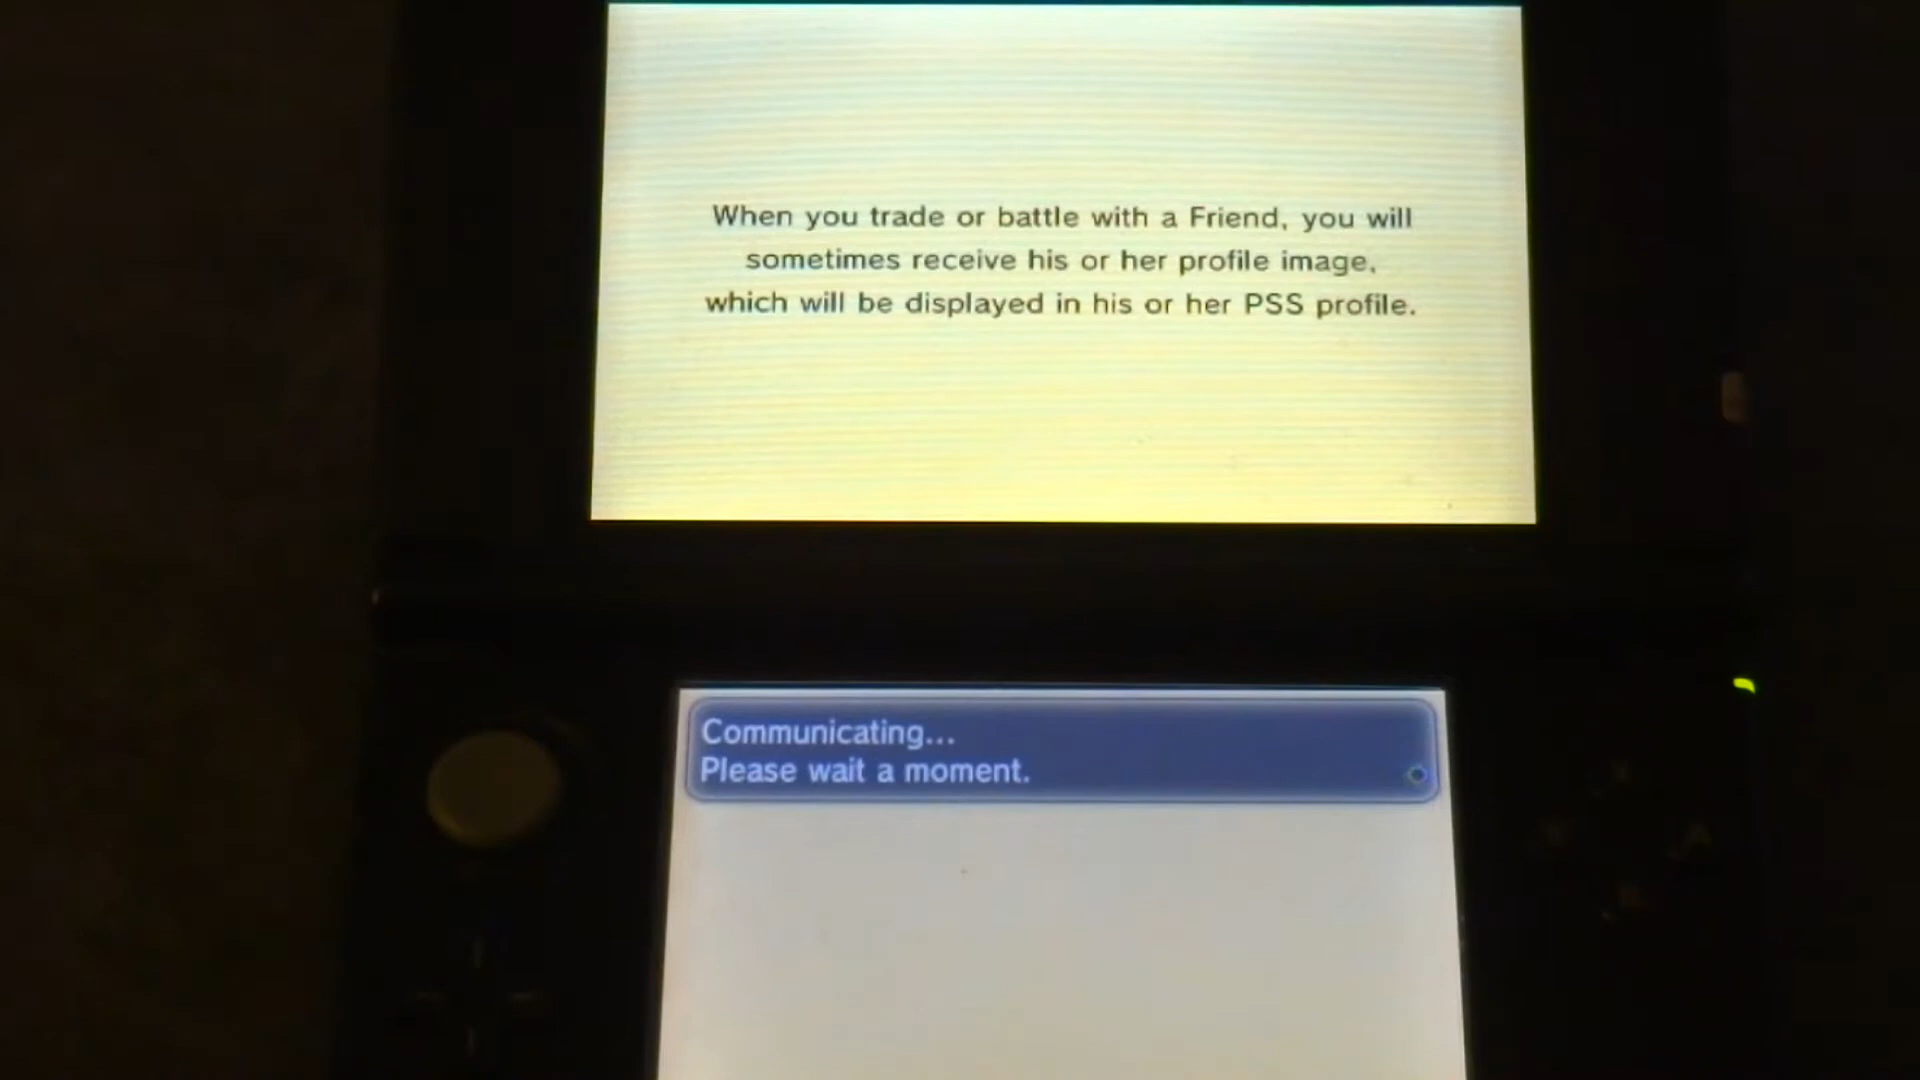 When you trade or battle with a Friend, you will
sometimes receive his or her profile image,
which will be displayed in his or her PSS profile.
Communicating...
Please wait a moment.